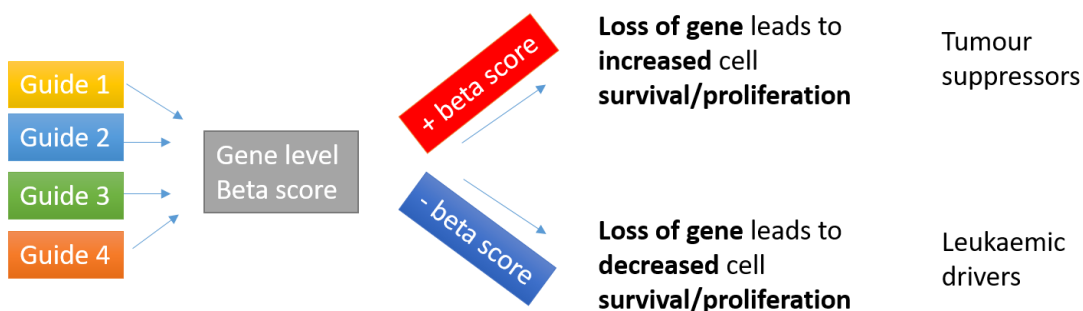 Guide 1
Guide 2
Guide 3
Guide 4
Gene level
Beta score
+ beta score
- beta score
Loss of gene leads to
increased cell
survival/proliferation
Tumour
suppressors
Loss of gene leads to
decreased cell
survival/proliferation
Leukaemic
drivers